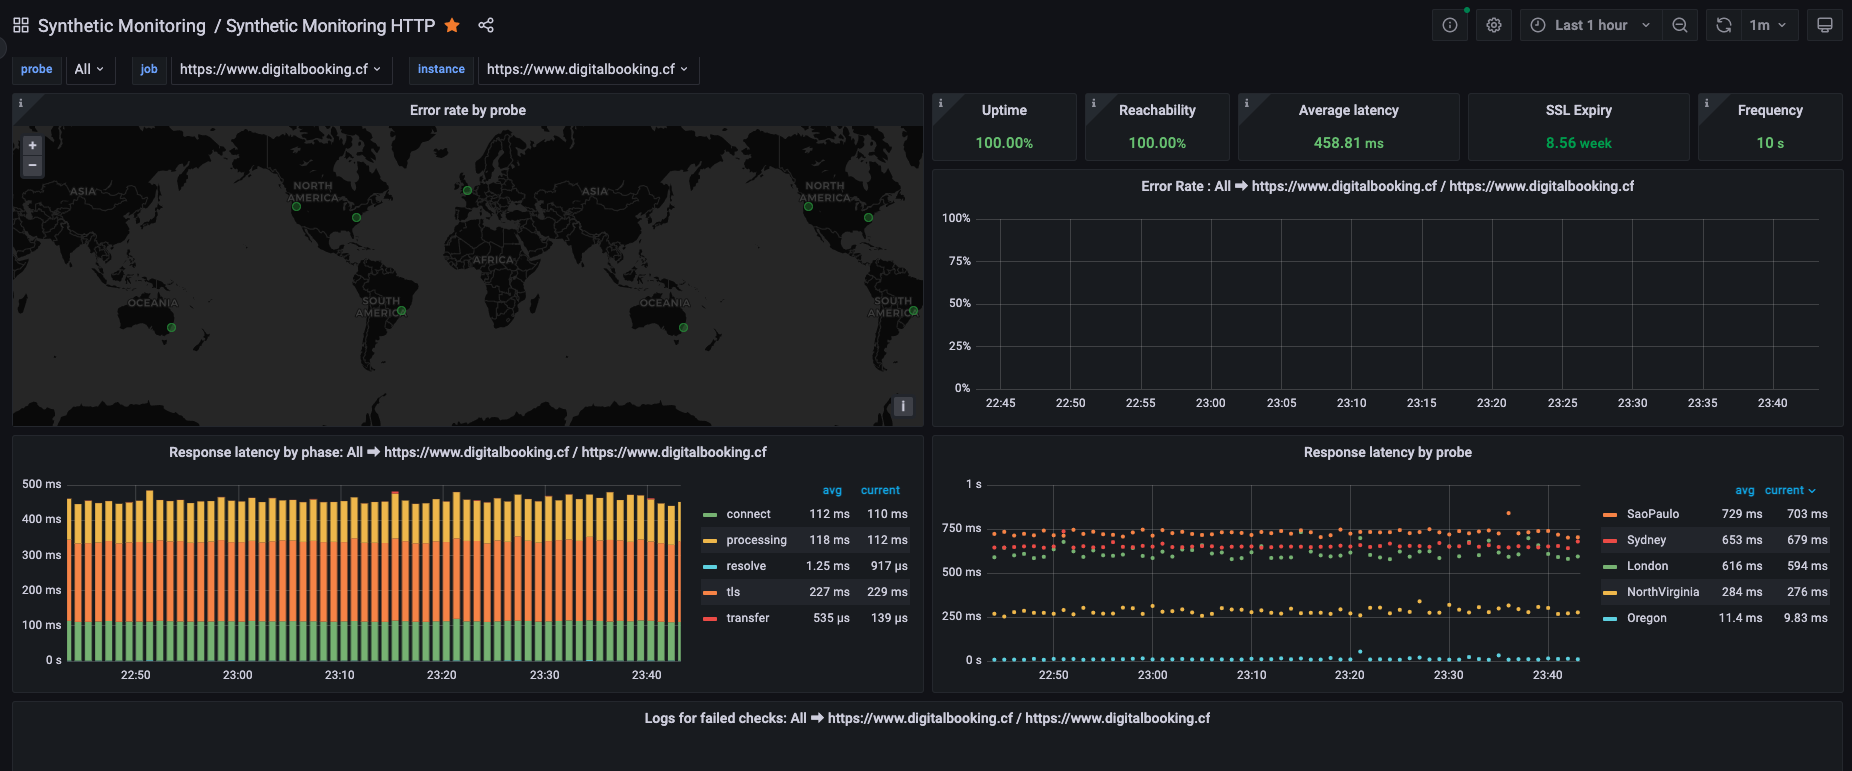 Synthetic Monitoring / Synthetic Monitoring HTTP
Last 1 hour
1m
probe All job https://www.digitalbooking.cf instance https://www.digitalbooking.cf
Error rate by probe
+
−
ASIA
NORTH
AMERICA
AFRICA
OCEANIA
SOUTH
AMERICA
ASIA
NORTH
AMERICA
OCEANIA
SOUTH
AMERICA
i
Uptime
100.00%
Reachability
100.00%
Average latency
458.81 ms
SSL Expiry
8.56 week
Frequency
10 s
Error Rate : All ➡ https://www.digitalbooking.cf / https://www.digitalbooking.cf
100%
75%
50%
25%
0%
22:45 22:50 22:55 23:00 23:05 23:10 23:15 23:20 23:25 23:30 23:35 23:40
Response latency by phase: All ➡ https://www.digitalbooking.cf / https://www.digitalbooking.cf
500 ms
400 ms
300 ms
200 ms
100 ms
0 s
22:50 23:00 23:10 23:20 23:30 23:40
avg current
connect 112 ms 110 ms
processing 118 ms 112 ms
resolve 1.25 ms 917 µs
tls 227 ms 229 ms
transfer 535 µs 139 µs
Response latency by probe
1 s
750 ms
500 ms
250 ms
0 s
22:50 23:00 23:10 23:20 23:30 23:40
avg current
SaoPaulo 729 ms 703 ms
Sydney 653 ms 679 ms
London 616 ms 594 ms
NorthVirginia 284 ms 276 ms
Oregon 11.4 ms 9.83 ms
Logs for failed checks: All ➡ https://www.digitalbooking.cf / https://www.digitalbooking.cf